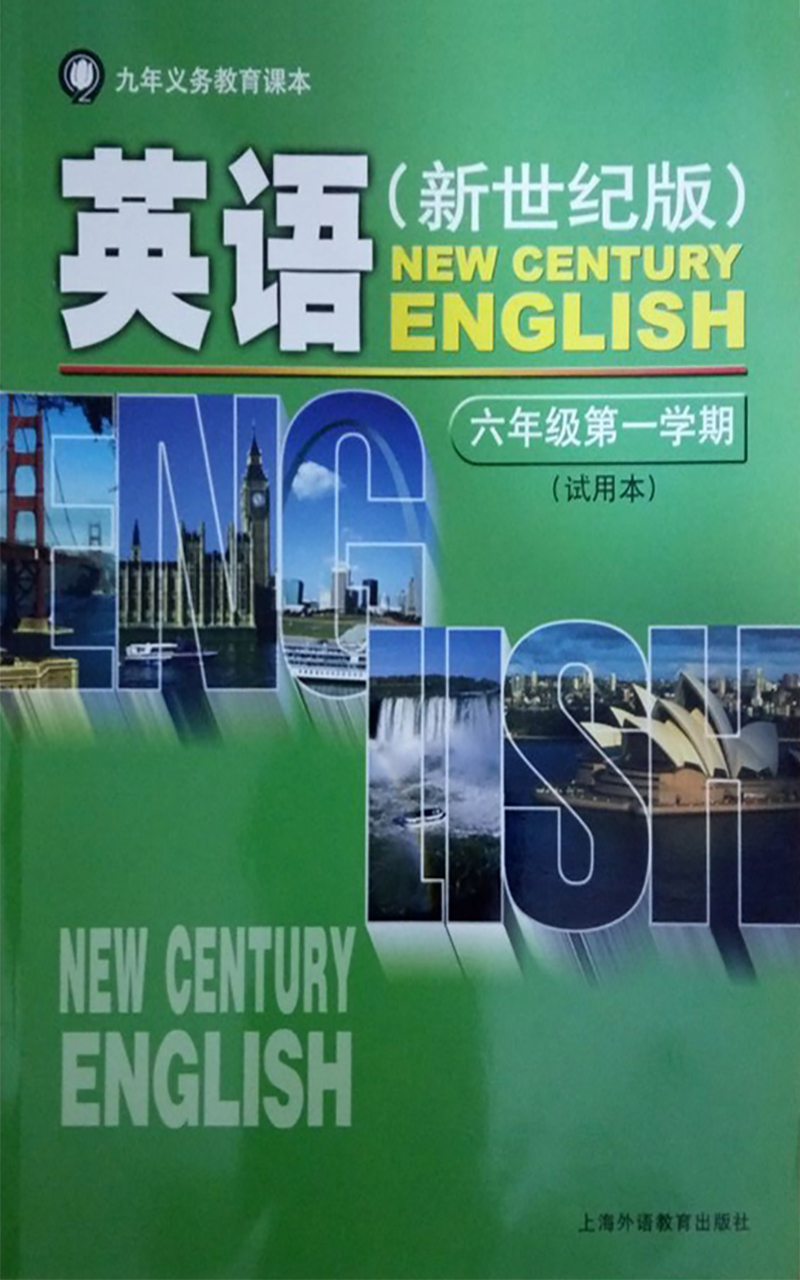 九年义务教育课本
英语
（新世纪版）
NEW CENTURY
ENGLISH
六年级第一学期
（试用本）
ENG
LISH
NEW CENTURY
ENGLISH
上海外语教育出版社